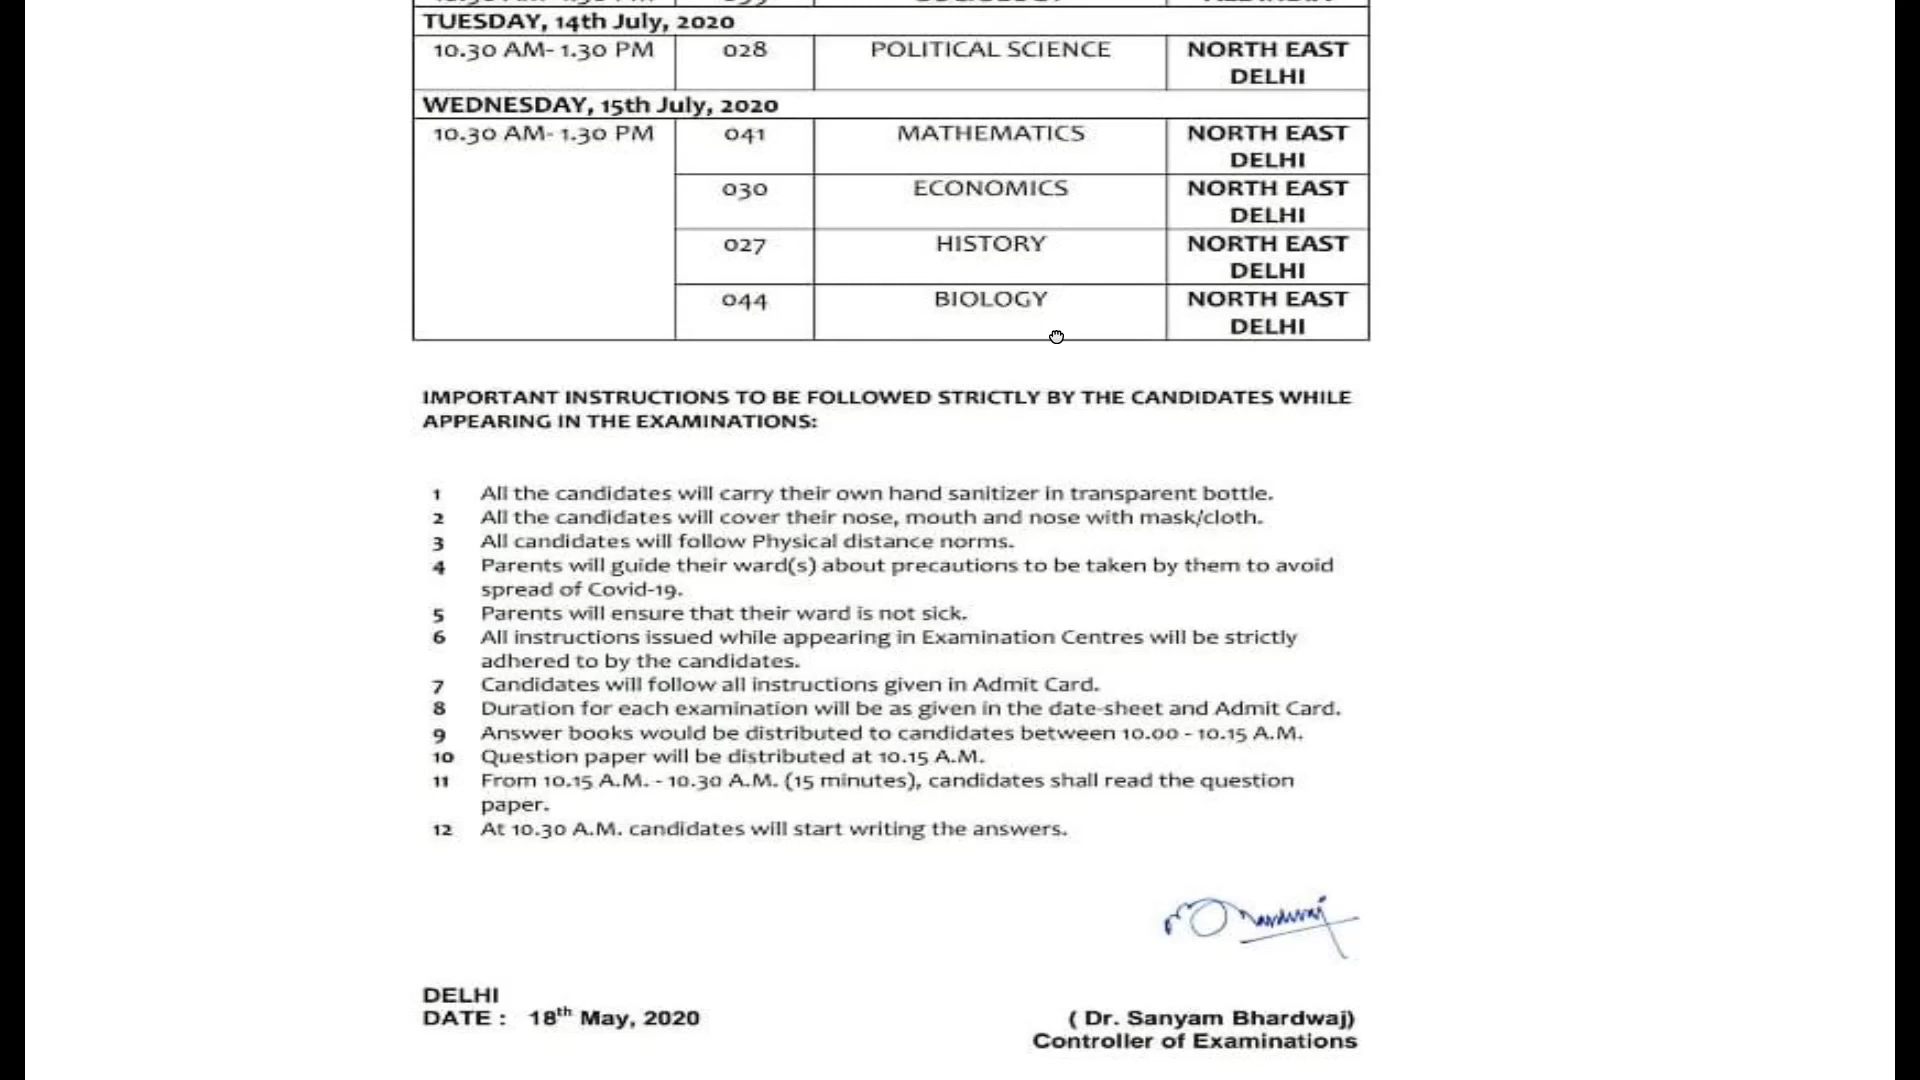 TUESDAY, 14th July, 2020
10.30 AM- 1.30 PM 028 POLITICAL SCIENCE NORTH EAST
DELHI
WEDNESDAY, 15th July, 2020
10.30 AM- 1.30 PM 041 MATHEMATICS NORTH EAST
DELHI
030 ECONOMICS NORTH EAST
DELHI
027 HISTORY NORTH EAST
DELHI
044 BIOLOGY NORTH EAST
DELHI
IMPORTANT INSTRUCTIONS TO BE FOLLOWED STRICTLY BY THE CANDIDATES WHILE
APPEARING IN THE EXAMINATIONS:
1 All the candidates will carry their own hand sanitizer in transparent bottle.
2 All the candidates will cover their nose, mouth and nose with mask/cloth.
3 All candidates will follow Physical distance norms.
4 Parents will guide their ward(s) about precautions to be taken by them to avoid
spread of Covid-19.
5 Parents will ensure that their ward is not sick.
6 All instructions issued while appearing in Examination Centres will be strictly
adhered to by the candidates.
7 Candidates will follow all instructions given in Admit Card.
8 Duration for each examination will be as given in the date-sheet and Admit Card.
9 Answer books would be distributed to candidates between 10.00 - 10.15 A.M.
10 Question paper will be distributed at 10.15 A.M.
11 From 10.15 A.M. - 10.30 A.M. (15 minutes), candidates shall read the question
paper.
12 At 10.30 A.M. candidates will start writing the answers.
DELHI
DATE : 18th May, 2020 ( Dr. Sanyam Bhardwaj)
Controller of Examinations